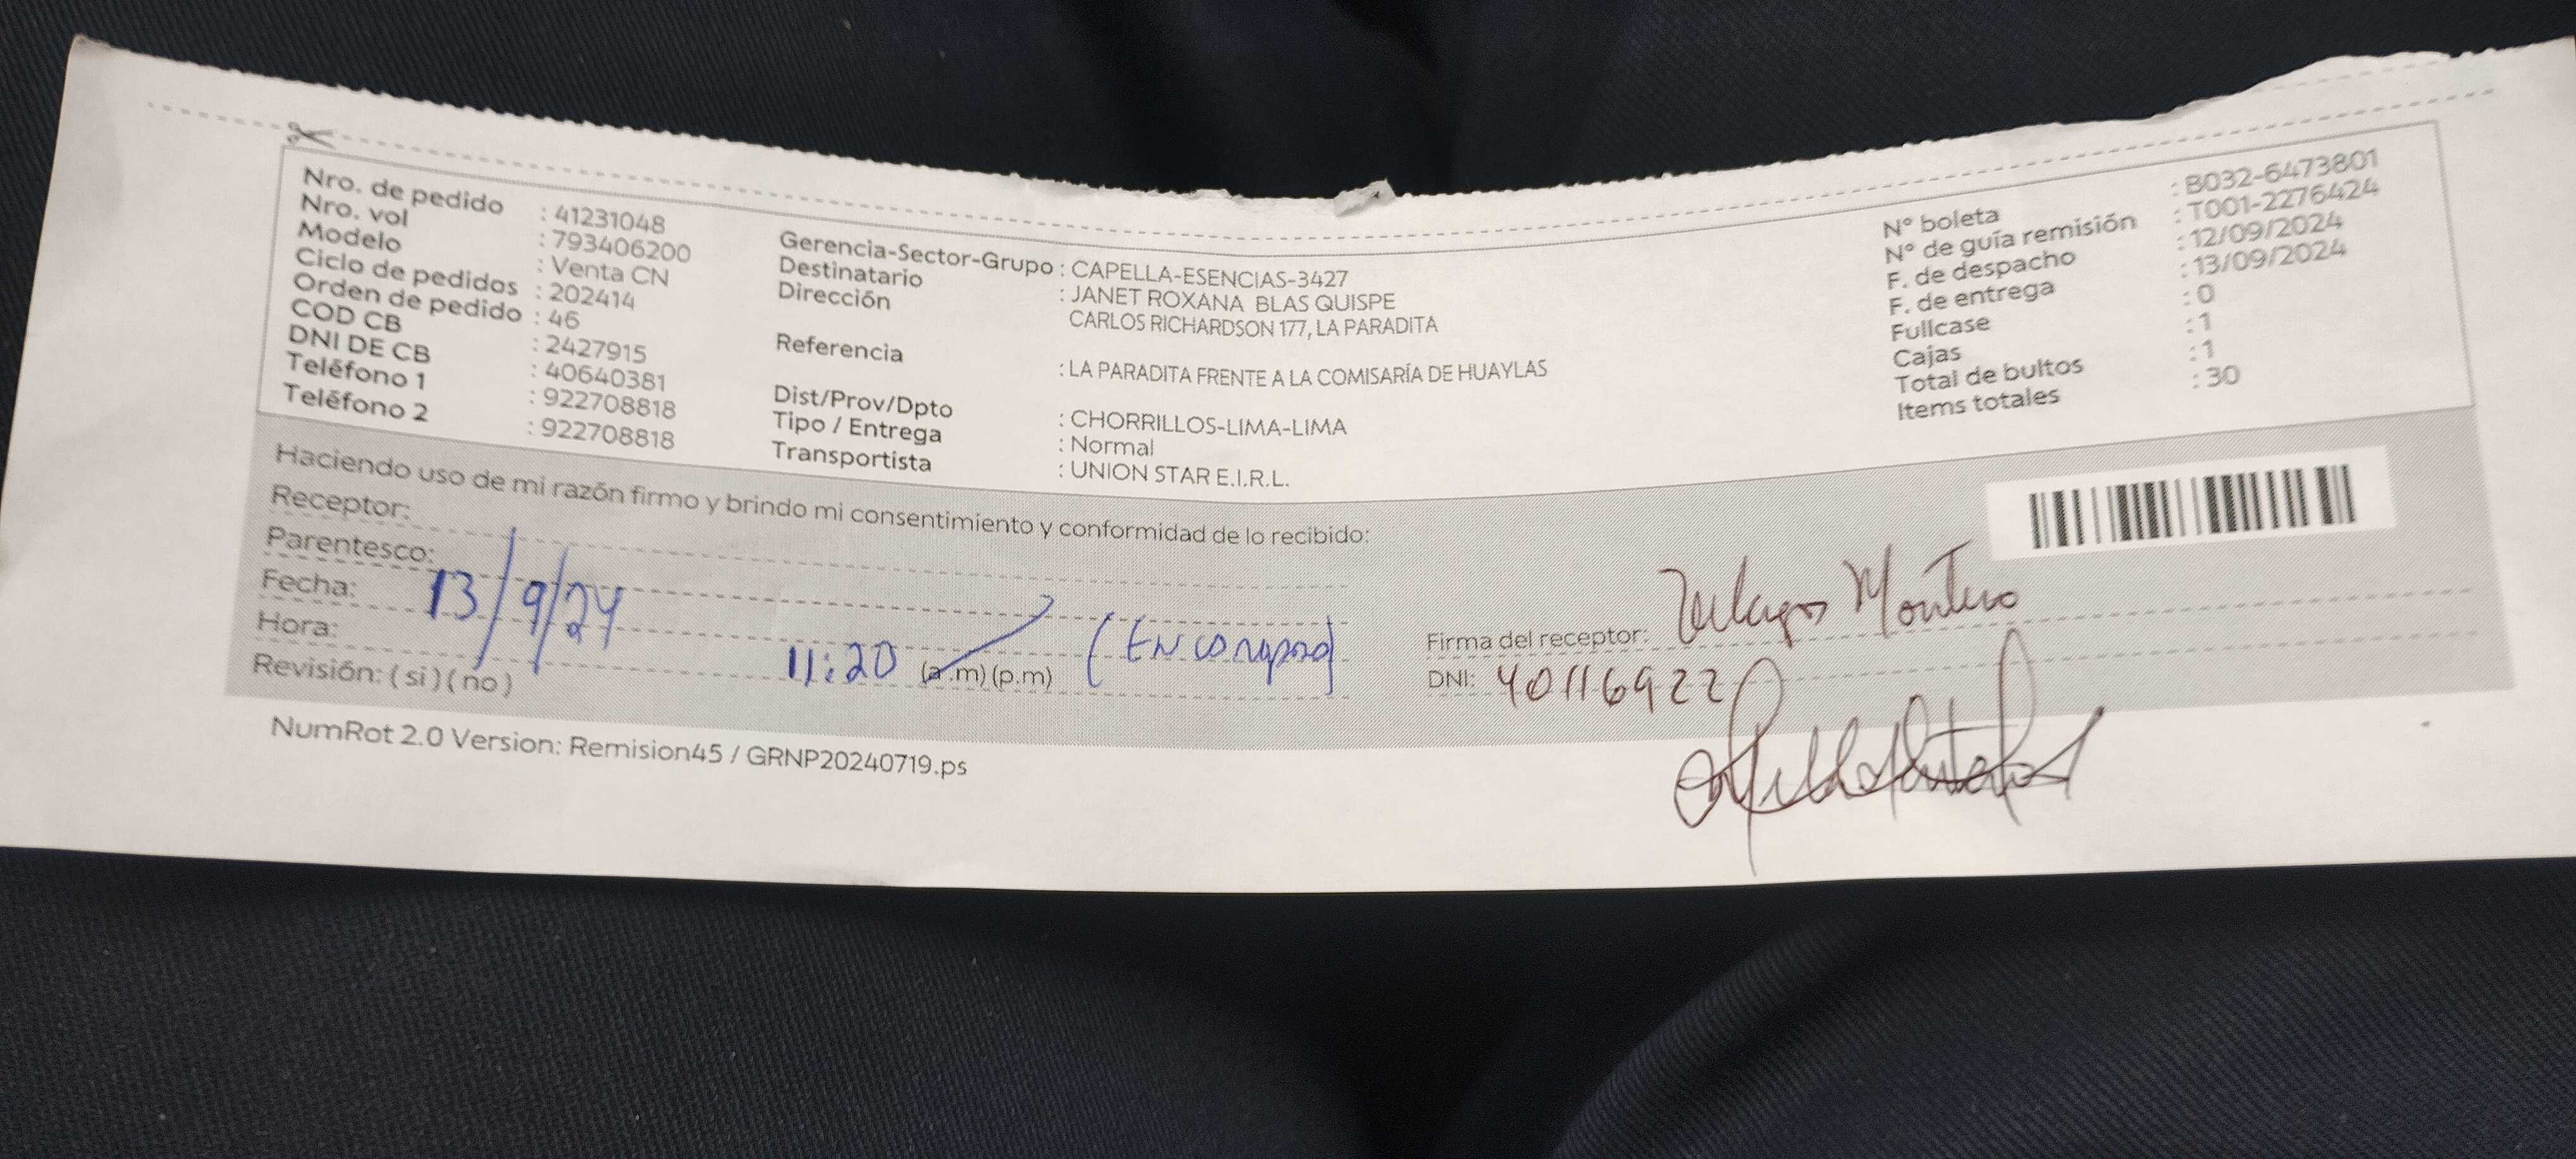 Nro. de pedido : 41231048
Nro. vol : 793406200
Modelo : Venta CN
Ciclo de pedidos : 202414
Orden de pedido : 46
COD CB : 2427915
DNI DE CB : 40640381
Teléfono 1 : 922708818
Teléfono 2 : 922708818
Gerencia-Sector-Grupo : CAPELLA-ESENCIAS-3427
Destinatario : JANET ROXANA BLAS QUISPE
Dirección CARLOS RICHARDSON 177, LA PARADITA
Referencia : LA PARADITA FRENTE A LA COMISARÍA DE HUAYLAS
Dist/Prov/Dpto : CHORRILLOS-LIMA-LIMA
Tipo / Entrega : Normal
Transportista : UNION STAR E.I.R.L.
N° boleta : B032-6473801
N° de guía remisión : T001-2276424
F. de despacho : 12/09/2024
F. de entrega : 13/09/2024
Fullcase : 0
Cajas : 1
Total de bultos : 1
Items totales : 30
Haciendo uso de mi razón firmo y brindo mi consentimiento y conformidad de lo recibido:
Receptor:
Parentesco:
Fecha: 13/9/24
Hora: 11:20 (a.m)(p.m)
Revisión: (si)(no)
Firma del receptor: Montero
DNI: 40116922
NumRot 2.0 Version: Remision45 / GRNP20240719.ps